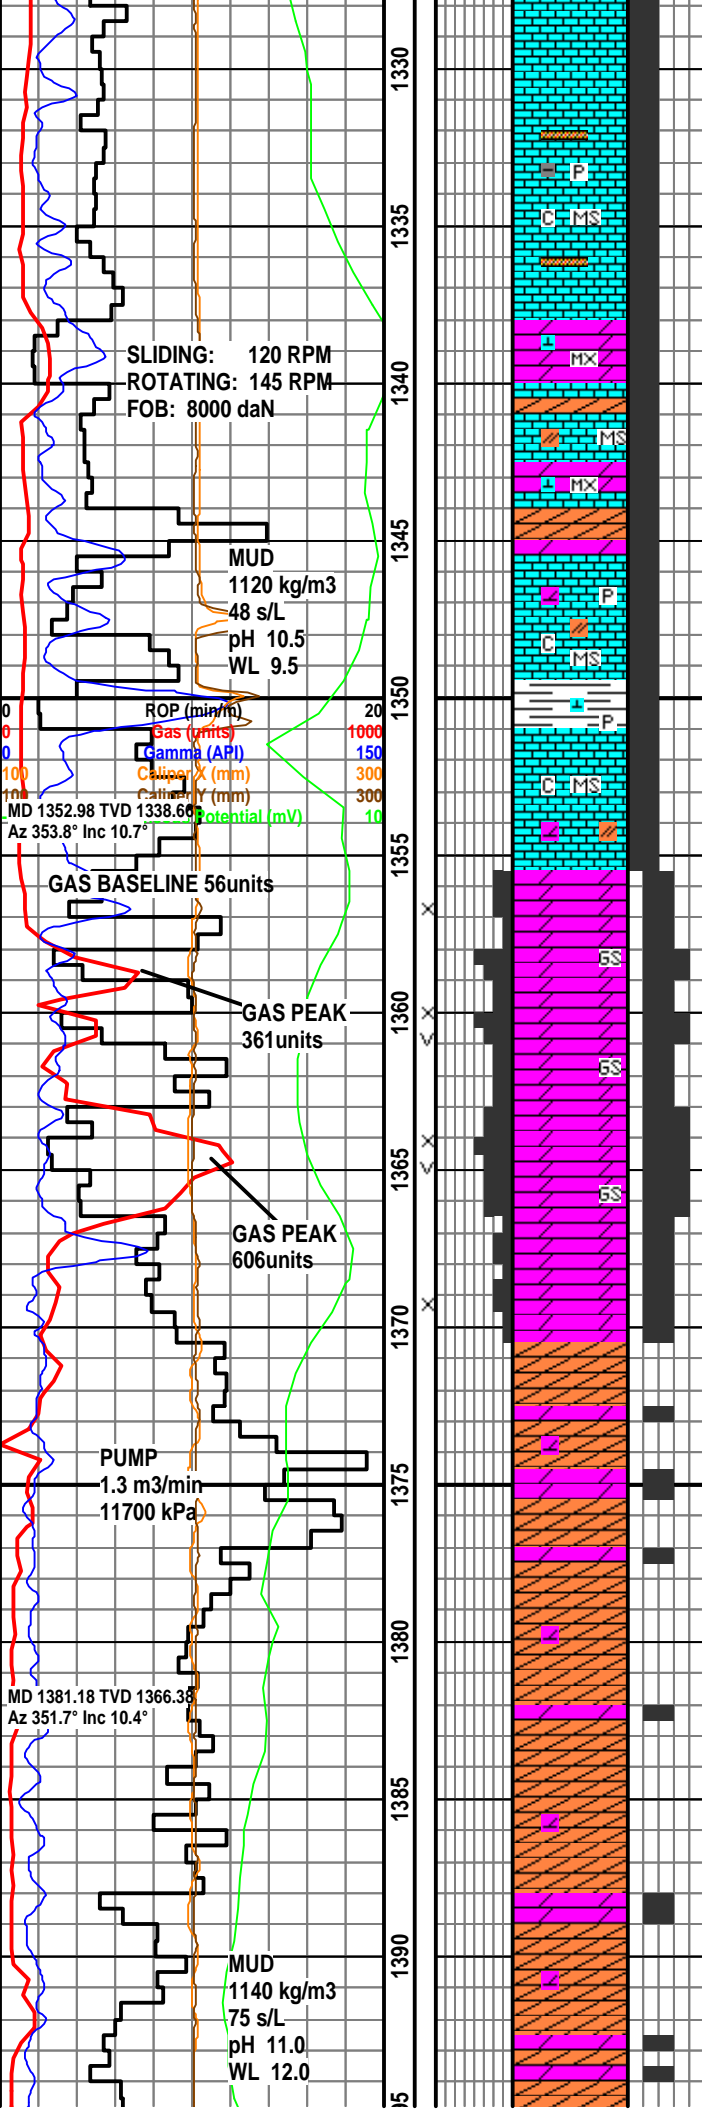 1330
P
C MS
1335
SLIDING: 120 RPM
ROTATING: 145 RPM
FOB: 8000 daN
MX
1340
MS
MX
1345
MUD
1120 kg/m3
48 s/L
pH 10.5
WL 9.5
P
C
MS
1350
0 ROP (min/m) 20
0 Gas (units) 1000
0 Gamma (API) 150
100 Caliper X (mm) 300
100 Caliper Y (mm) 300
Potential (mV) 10
P
MD 1352.98 TVD 1338.66
Az 353.8° Inc 10.7°
C MS
1355
GAS BASELINE 56units
X
GS
GAS PEAK
361units
1360
X
V
GS
X
V
1365
GS
GAS PEAK
606units
X
1370
PUMP
1.3 m3/min
11700 kPa
1375
1380
MD 1381.18 TVD 1366.38
Az 351.7° Inc 10.4°
1385
1390
MUD
1140 kg/m3
75 s/L
pH 11.0
WL 12.0
95